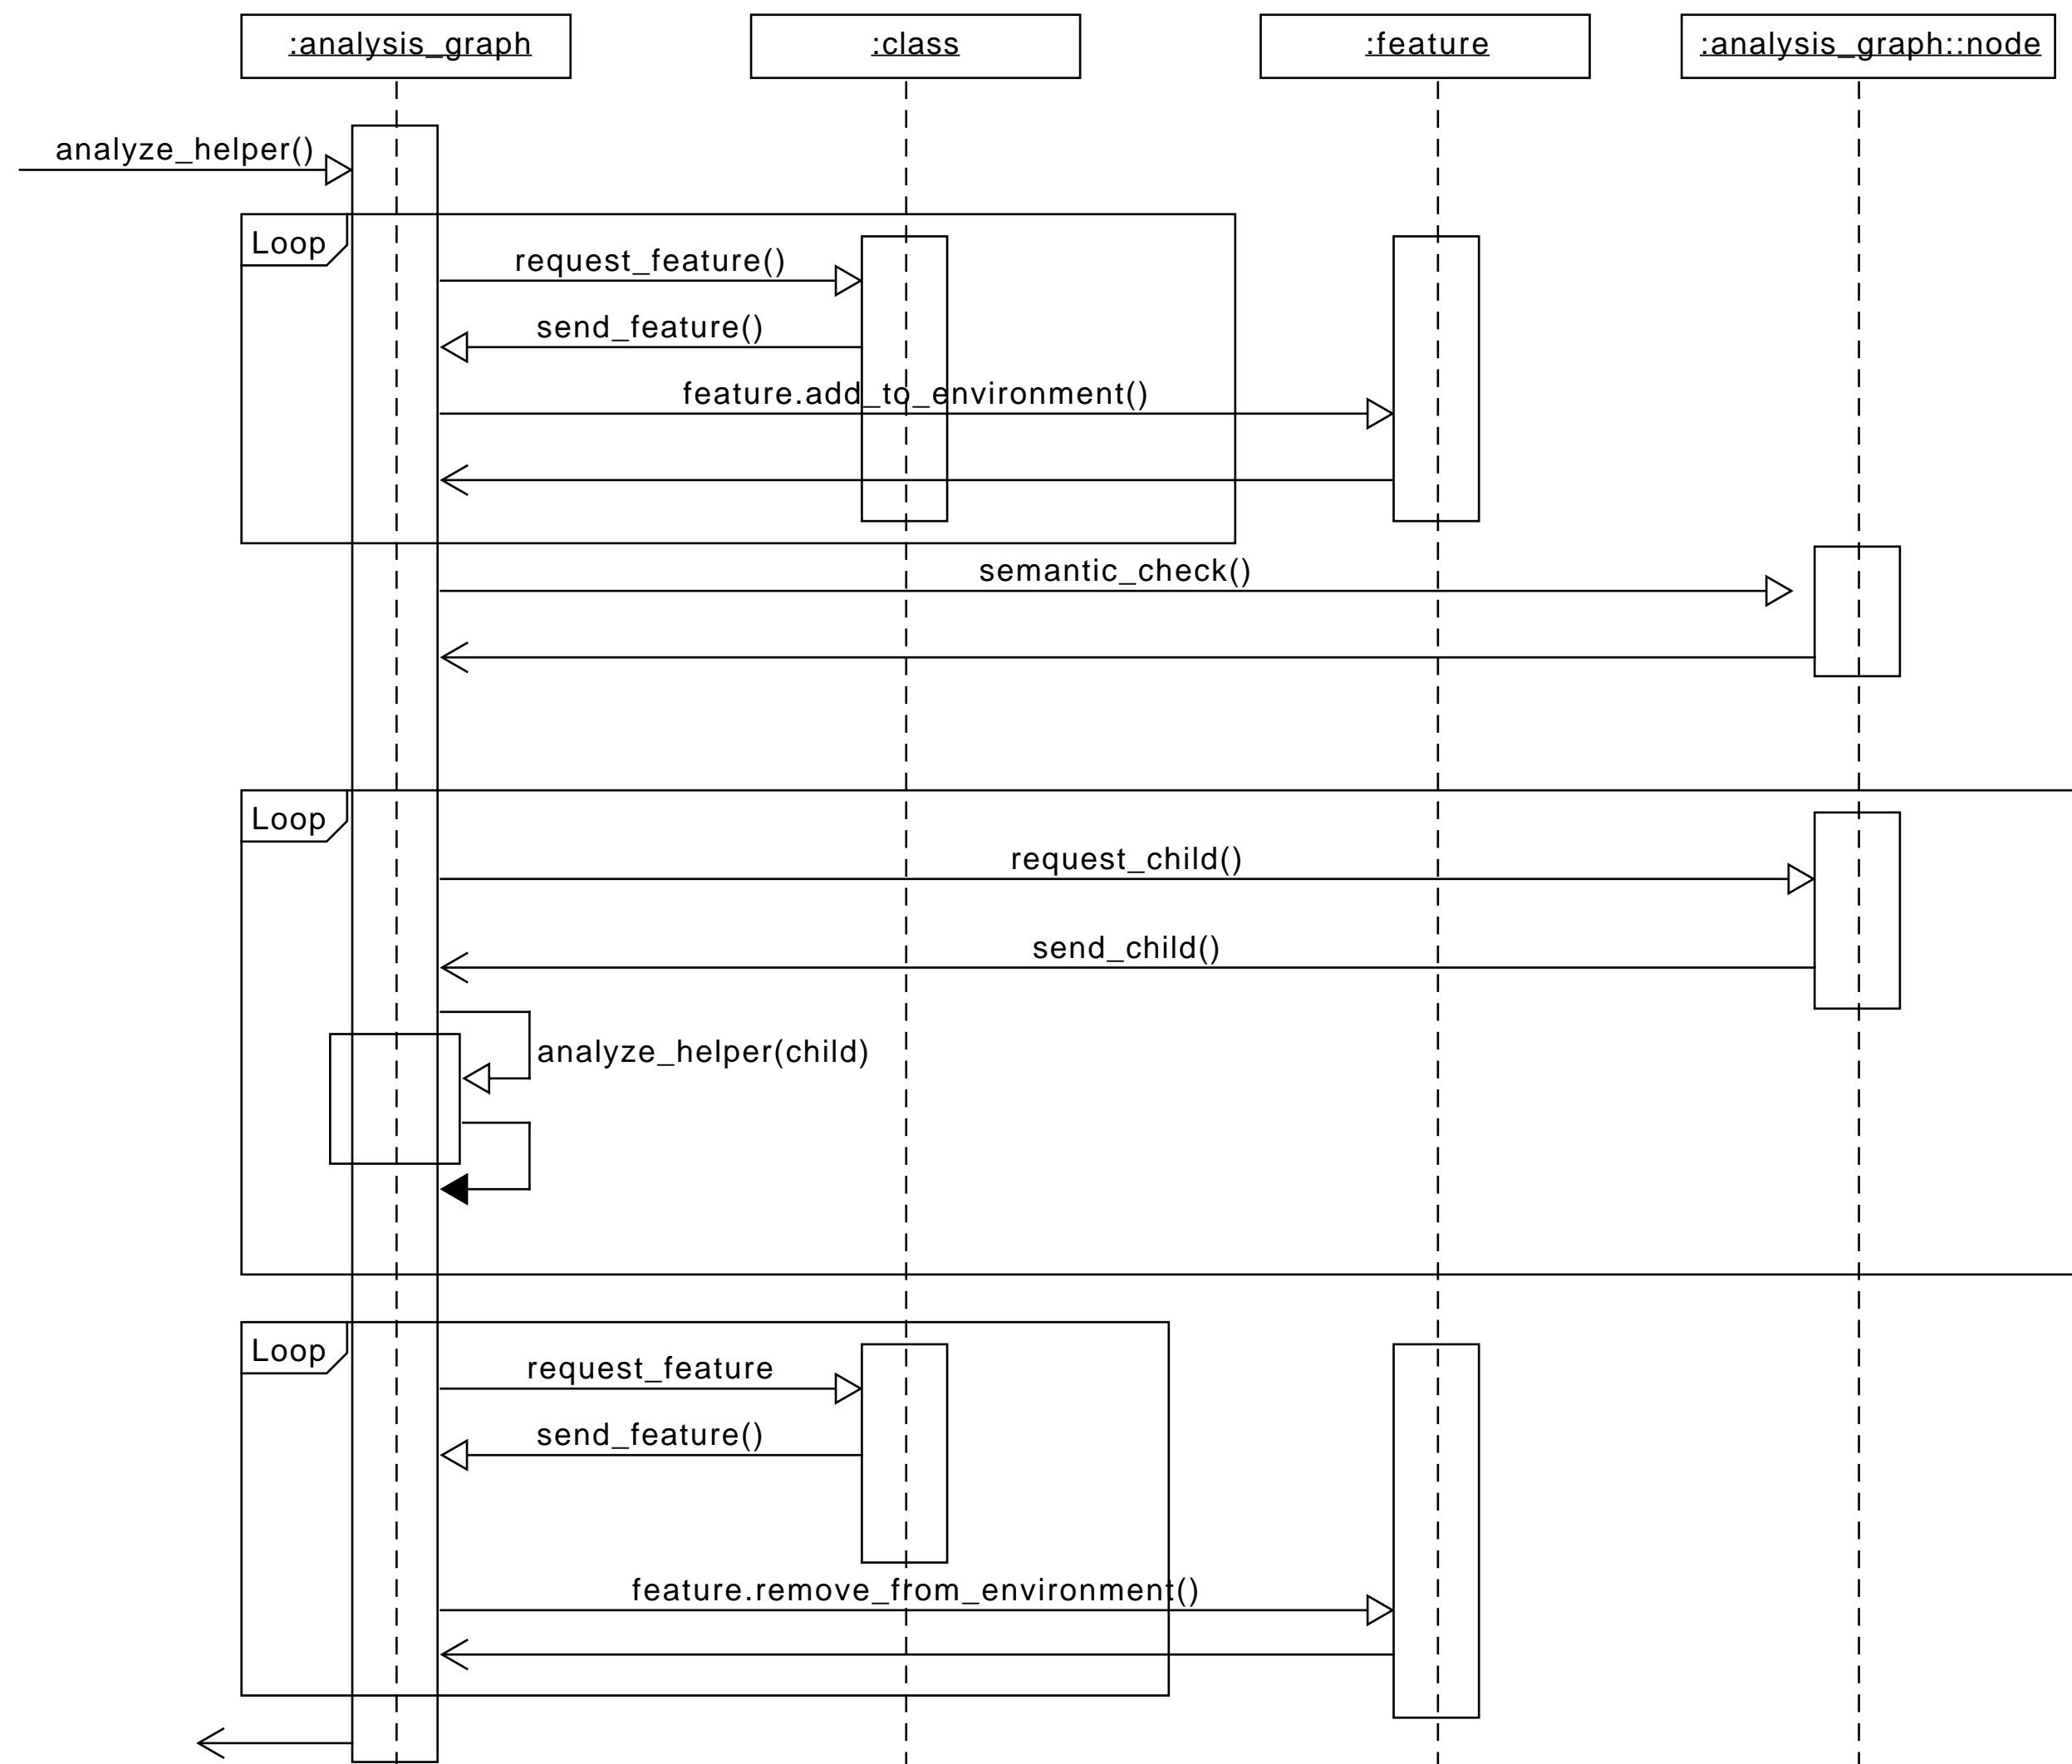 :analysis_graph
:class
:feature
:analysis_graph::node
analyze_helper()
Loop
request_feature()
send_feature()
feature.add_to_environment()
semantic_check()
Loop
request_child()
send_child()
analyze_helper(child)
Loop
request_feature
send_feature()
feature.remove_from_environment()